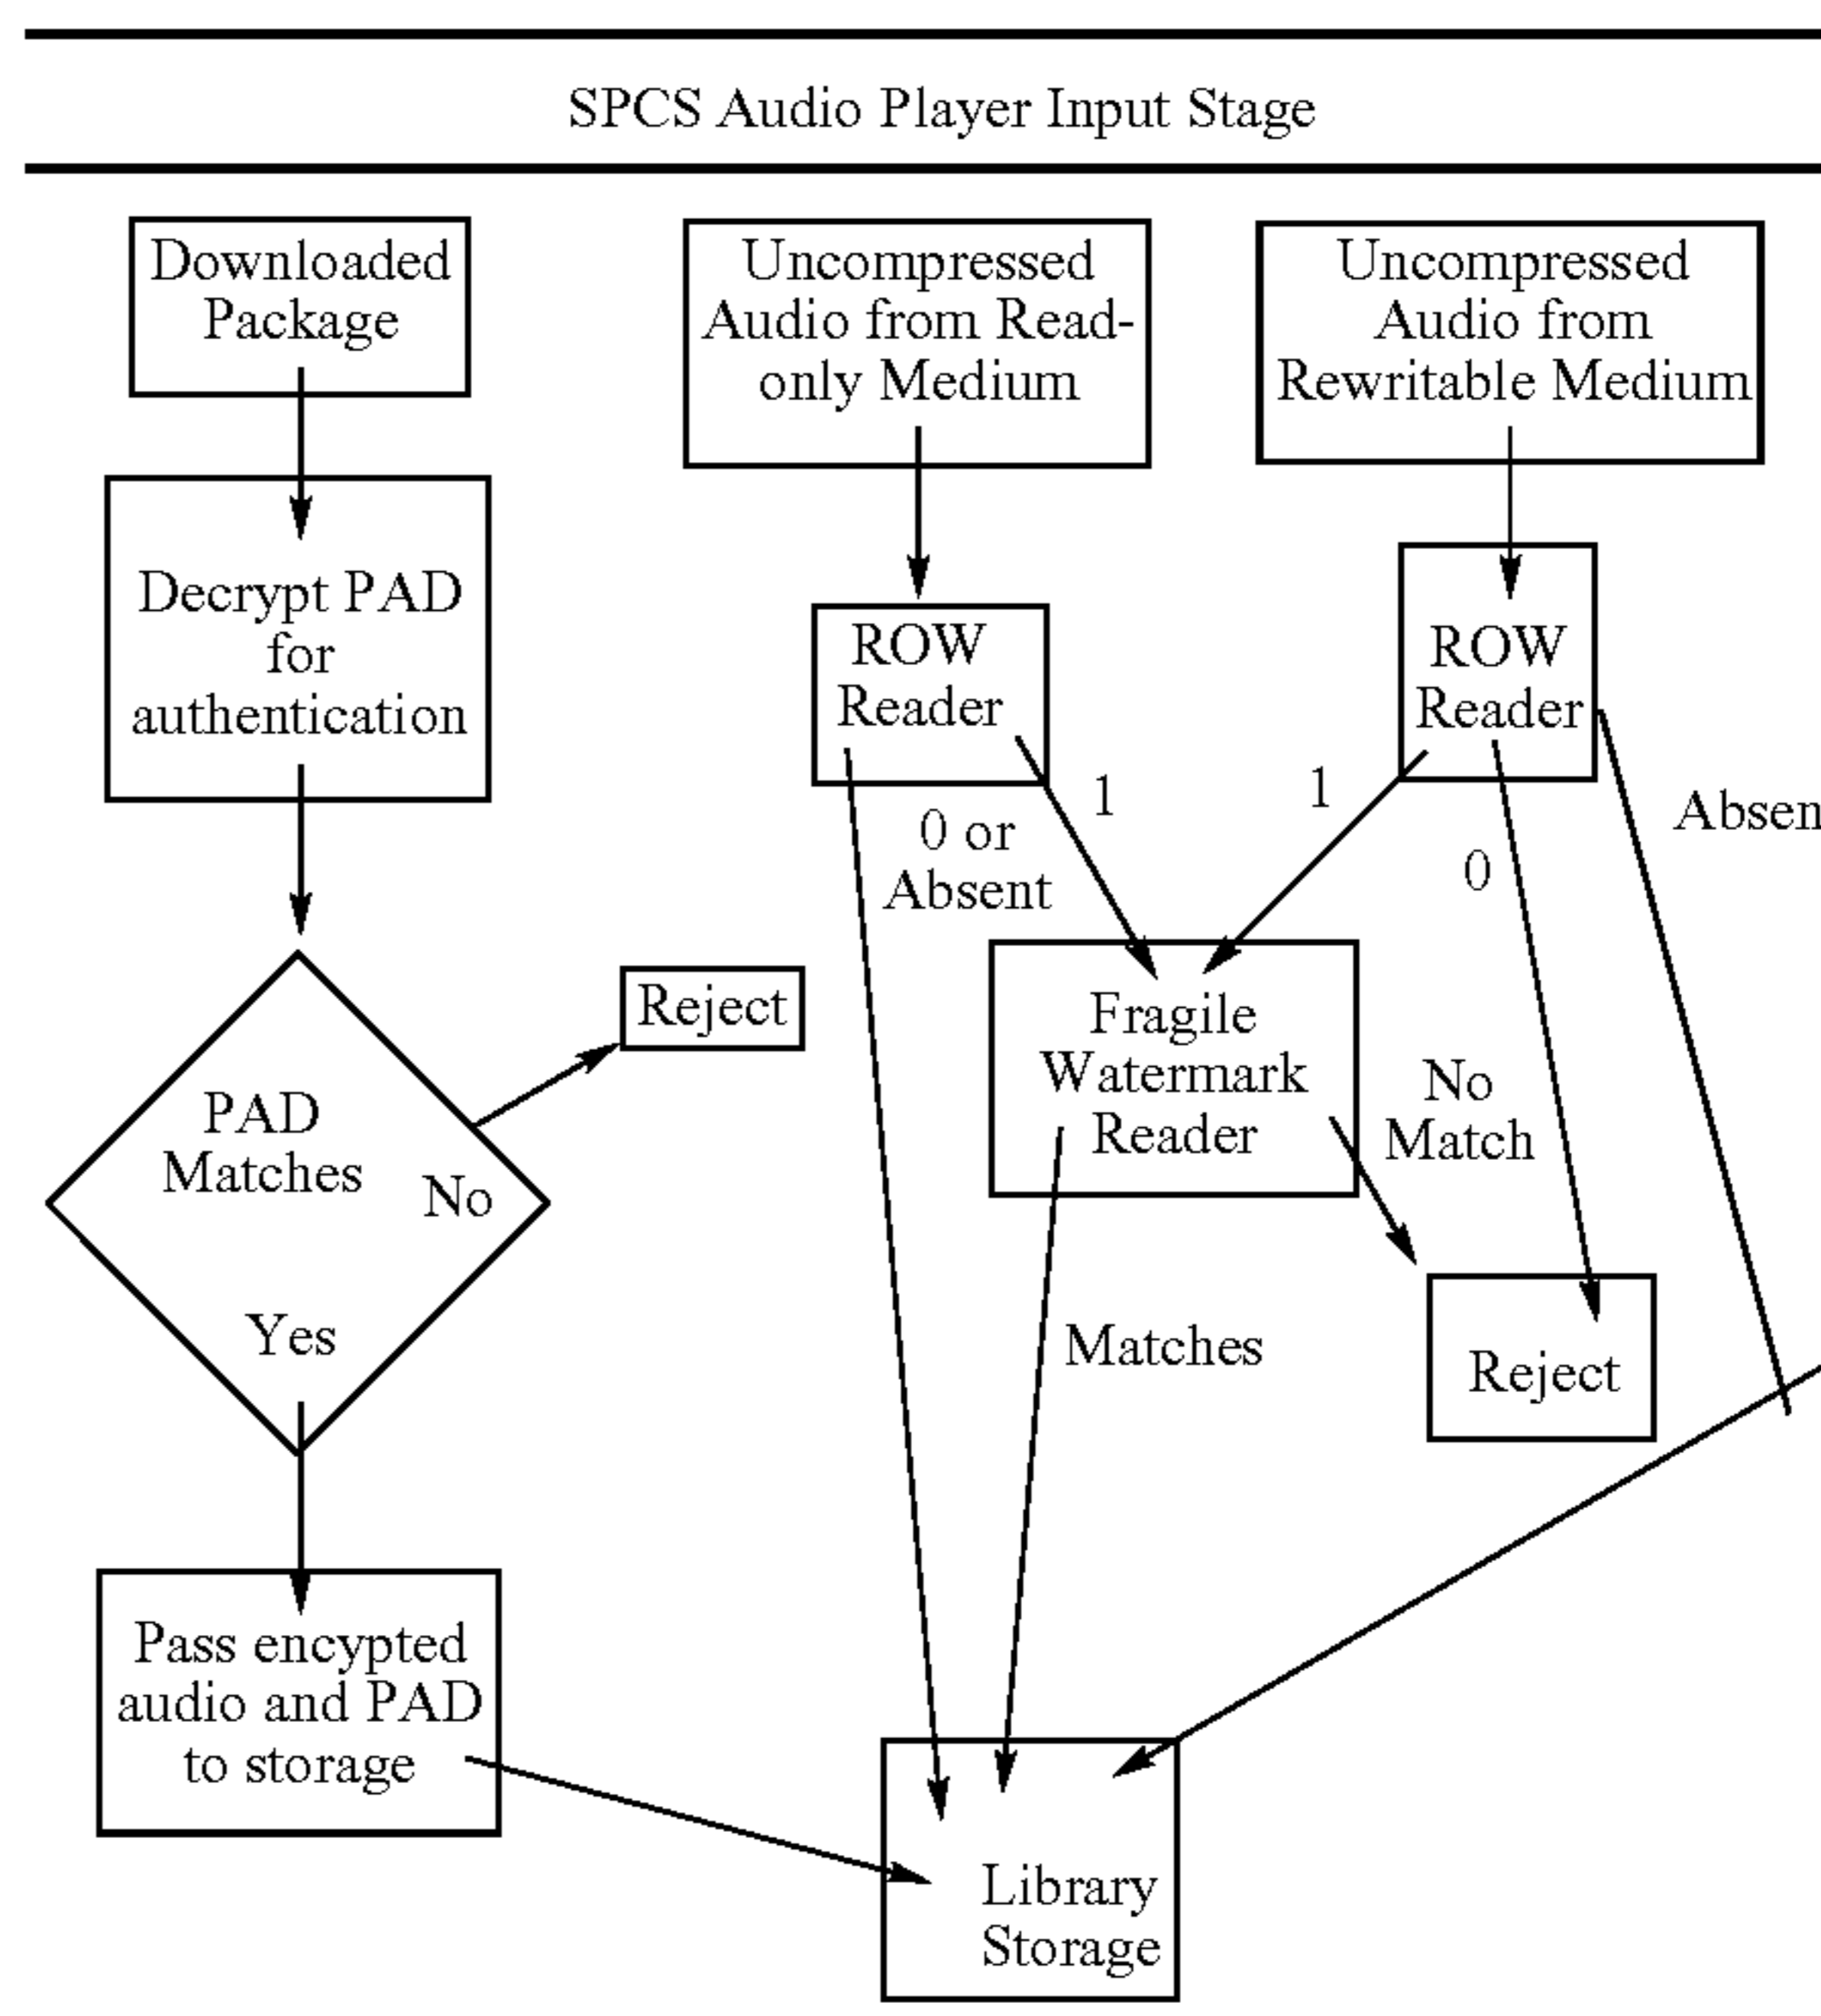 SPCS Audio Player Input Stage
Downloaded
Package
Uncompressed
Audio from Read-
only Medium
Uncompressed
Audio from
Rewritable Medium
Decrypt PAD
for
authentication
ROW
Reader
ROW
Reader
0 or
Absent
1
1
0
Absen
PAD
Matches
No
Yes
Reject
Fragile
Watermark
Reader
No
Match
Matches
Reject
Pass encypted
audio and PAD
to storage
Library
Storage